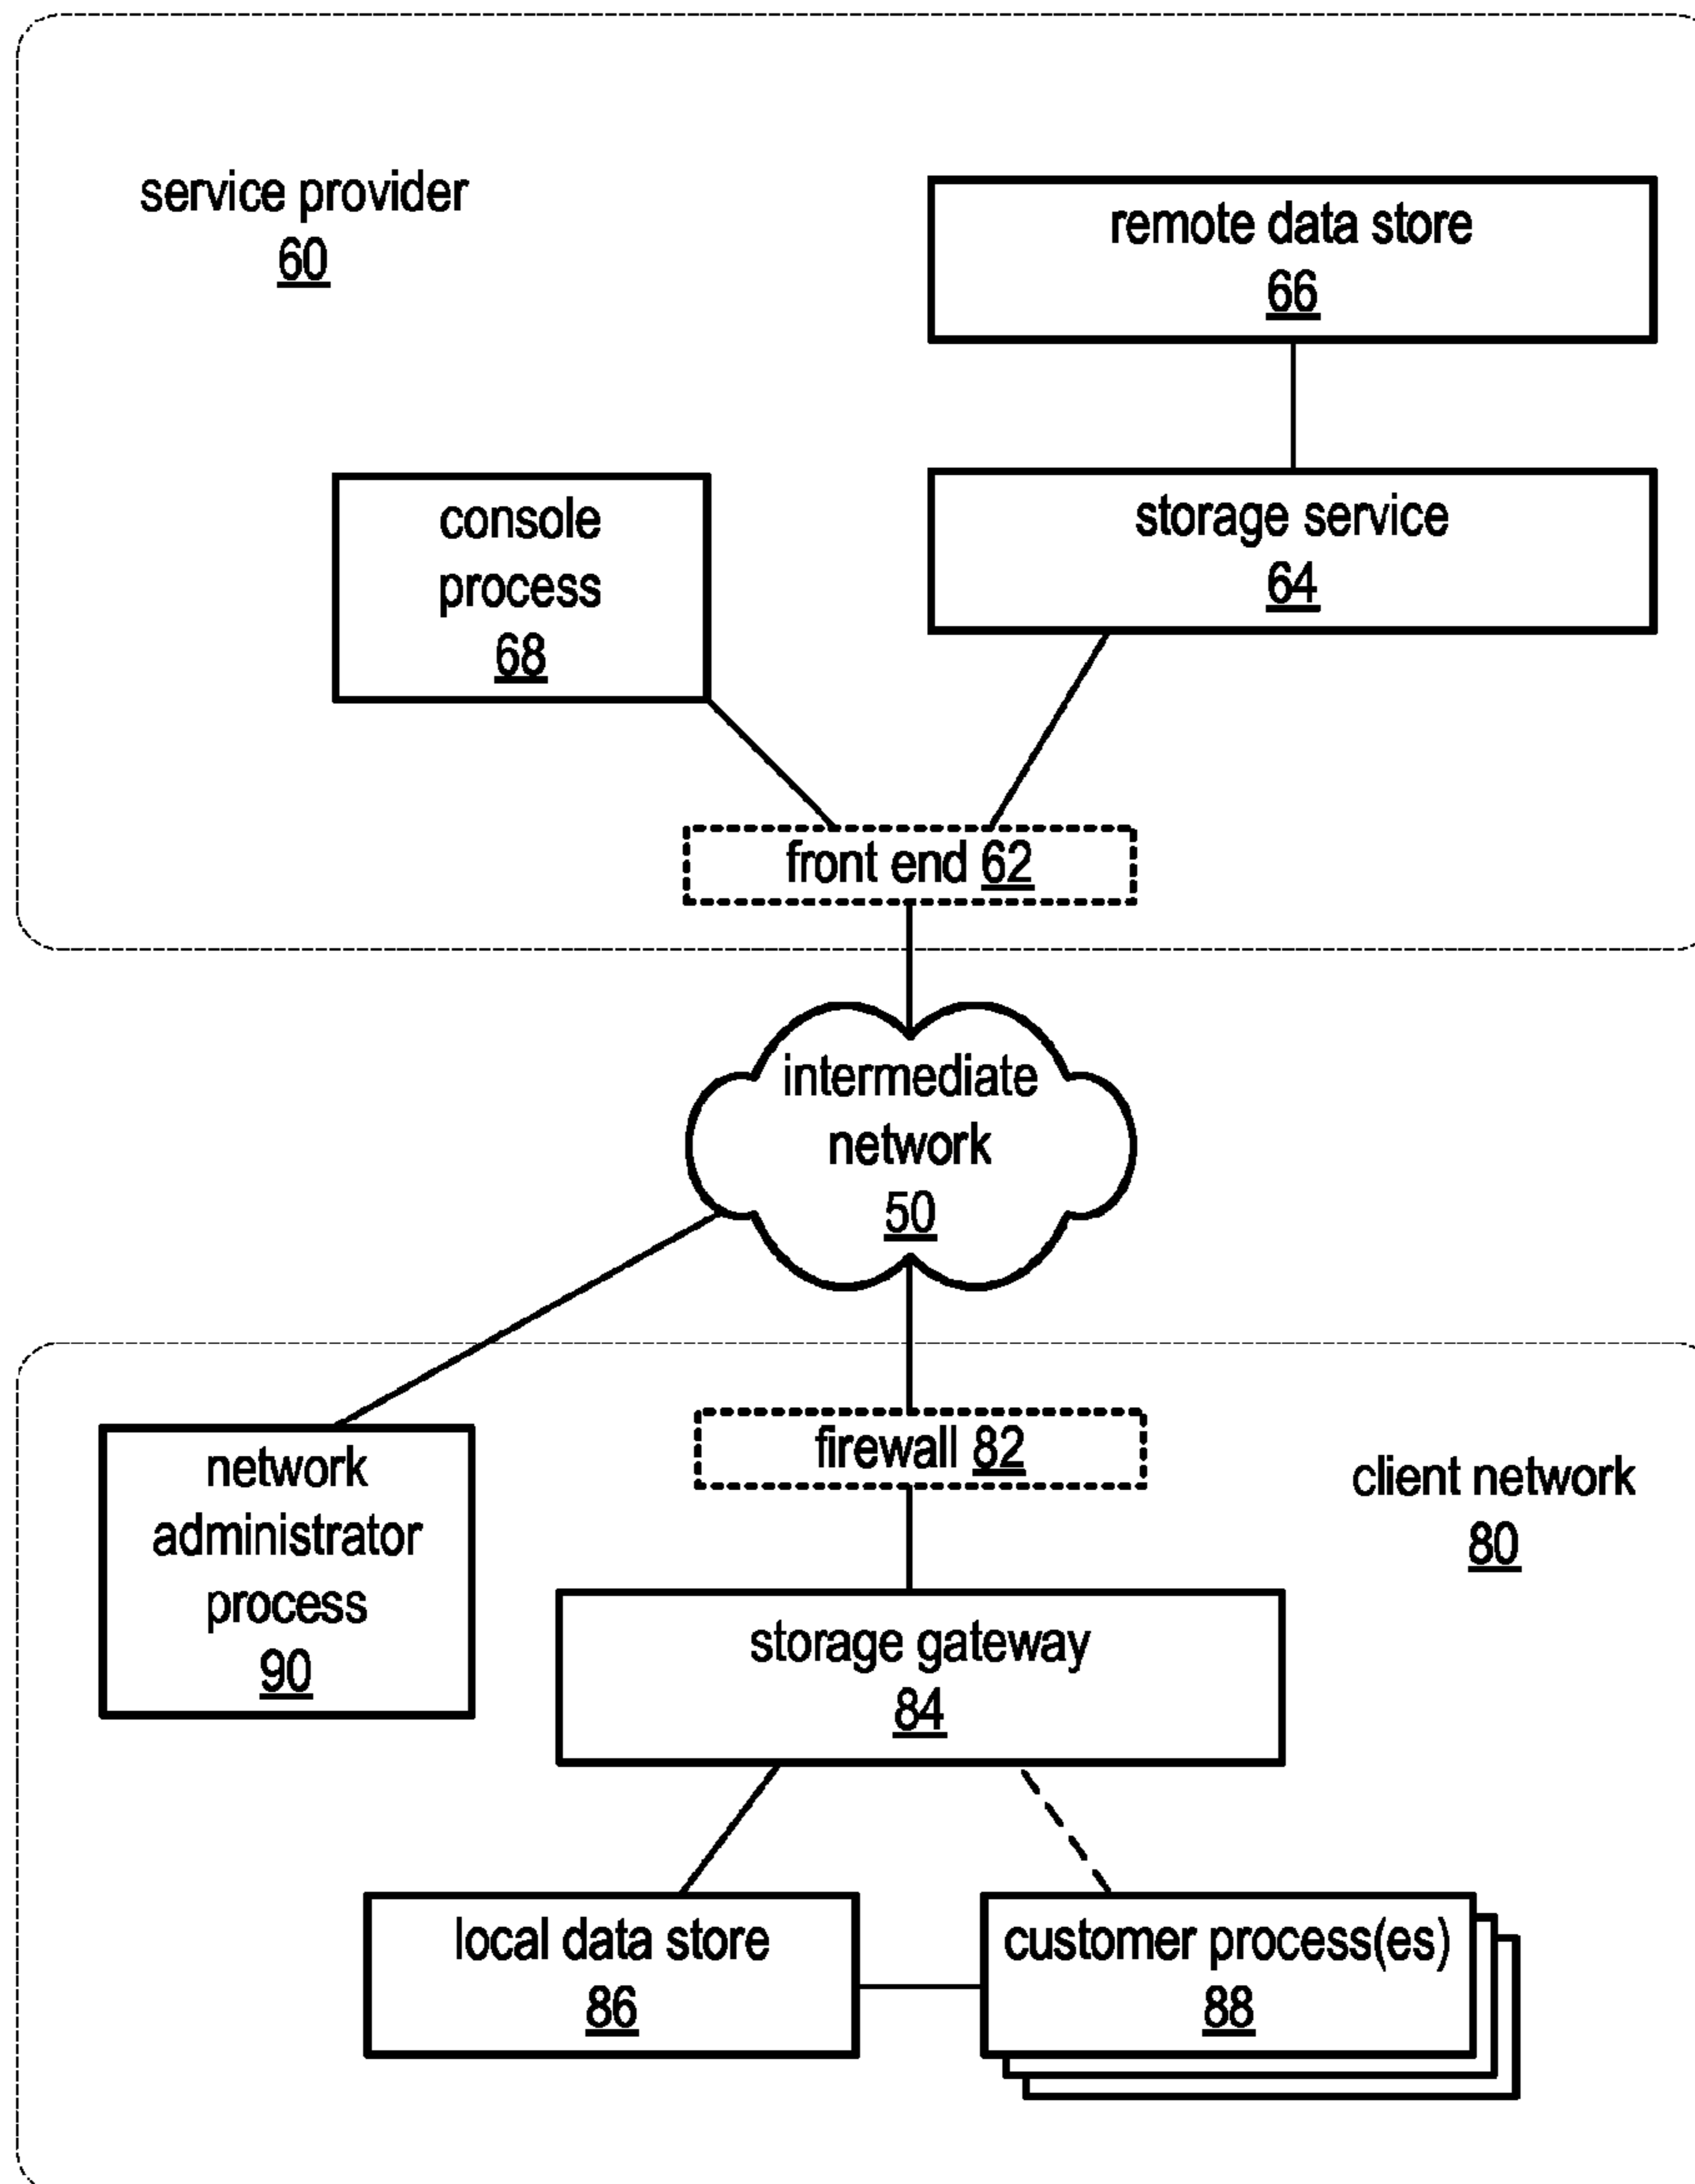 service provider
60
remote data store
66
console
process
68
storage service
64
front end 62
intermediate
network
50
firewall 82
client network
80
network
administrator
process
90
storage gateway
84
local data store
86
customer process(es)
88